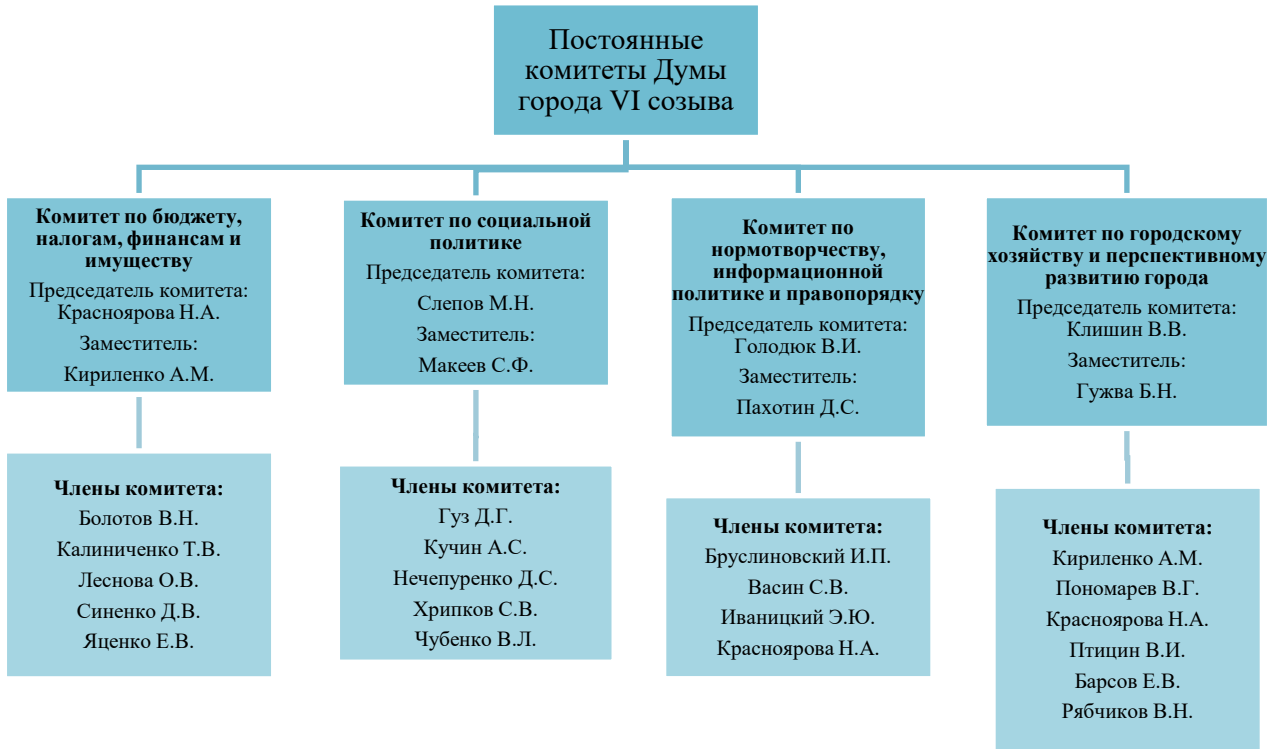 Постоянные
комитеты Думы
города VI созыва
Комитет по бюджету,
налогам, финансам и
имуществу
Председатель комитета:
Красноярова Н.А.
Заместитель:
Кириленко А.М.
Члены комитета:
Болотов В.Н.
Калиниченко Т.В.
Леснова О.В.
Синенко Д.В.
Яценко Е.В.
Комитет по социальной
политике
Председатель комитета:
Слепов М.Н.
Заместитель:
Макеев С.Ф.
Члены комитета:
Гуз Д.Г.
Кучин А.С.
Нечепуренко Д.С.
Хрипков С.В.
Чубенко В.Л.
Комитет по
нормотворчеству,
информационной
политике и правопорядку
Председатель комитета:
Голодюк В.И.
Заместитель:
Пахотин Д.С.
Члены комитета:
Бруслиновский И.П.
Васин С.В.
Иваницкий Э.Ю.
Красноярова Н.А.
Комитет по городскому
хозяйству и перспективному
развитию города
Председатель комитета:
Клишин В.В.
Заместитель:
Гужва Б.Н.
Члены комитета:
Кириленко А.М.
Пономарев В.Г.
Красноярова Н.А.
Птицин В.И.
Барсов Е.В.
Рябчиков В.Н.